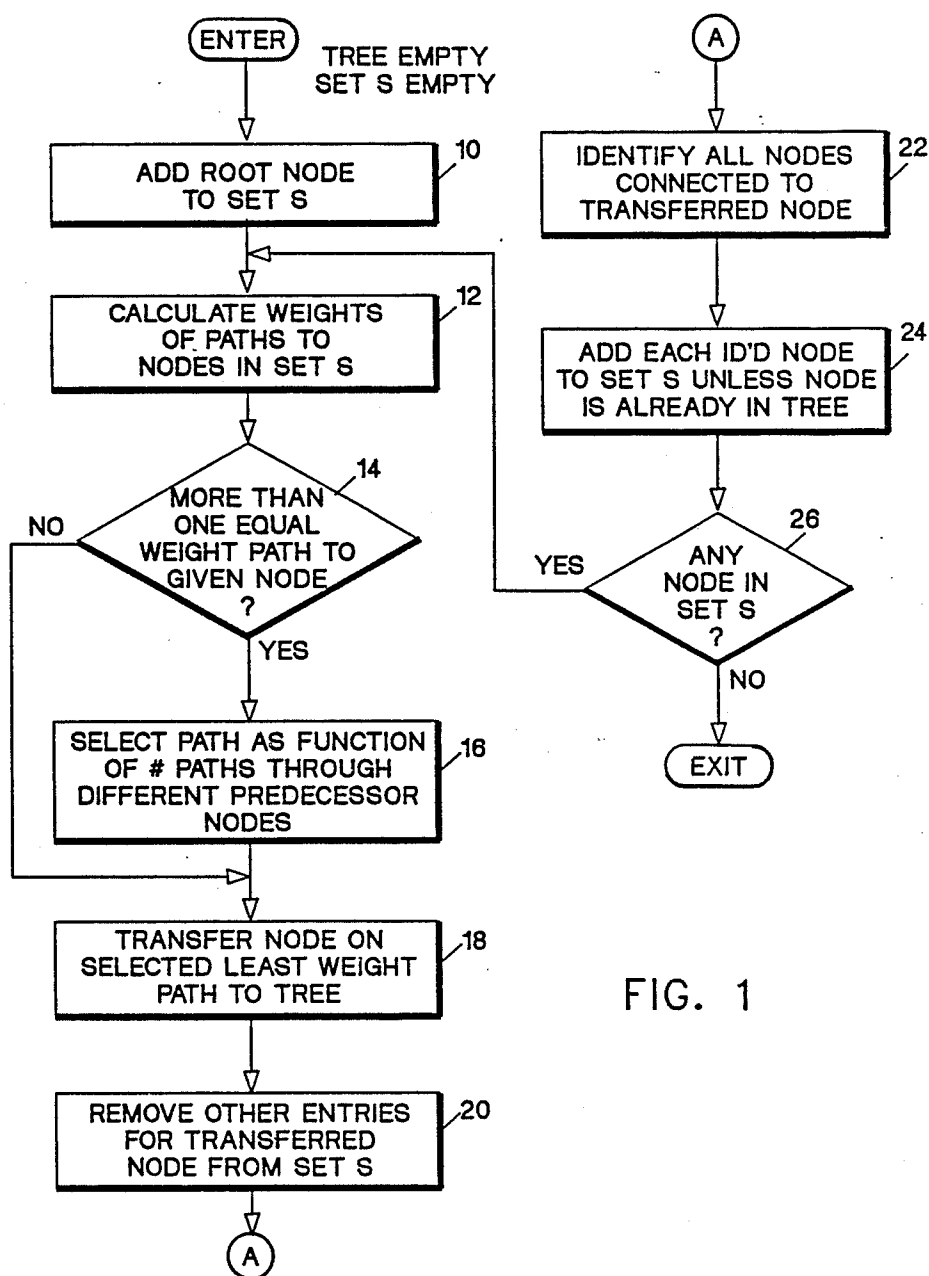 ENTER
TREE EMPTY
SET S EMPTY
10
ADD ROOT NODE
TO SET S
12
CALCULATE WEIGHTS
OF PATHS TO
NODES IN SET S
14
MORE THAN
ONE EQUAL
WEIGHT PATH TO
GIVEN NODE
?
NO
YES
16
SELECT PATH AS FUNCTION
OF # PATHS THROUGH
DIFFERENT PREDECESSOR
NODES
18
TRANSFER NODE ON
SELECTED LEAST WEIGHT
PATH TO TREE
20
REMOVE OTHER ENTRIES
FOR TRANSFERRED
NODE FROM SET S
A
A
22
IDENTIFY ALL NODES
CONNECTED TO
TRANSFERRED NODE
24
ADD EACH ID'D NODE
TO SET S UNLESS NODE
IS ALREADY IN TREE
26
ANY
NODE IN
SET S
?
YES
NO
EXIT
FIG. 1